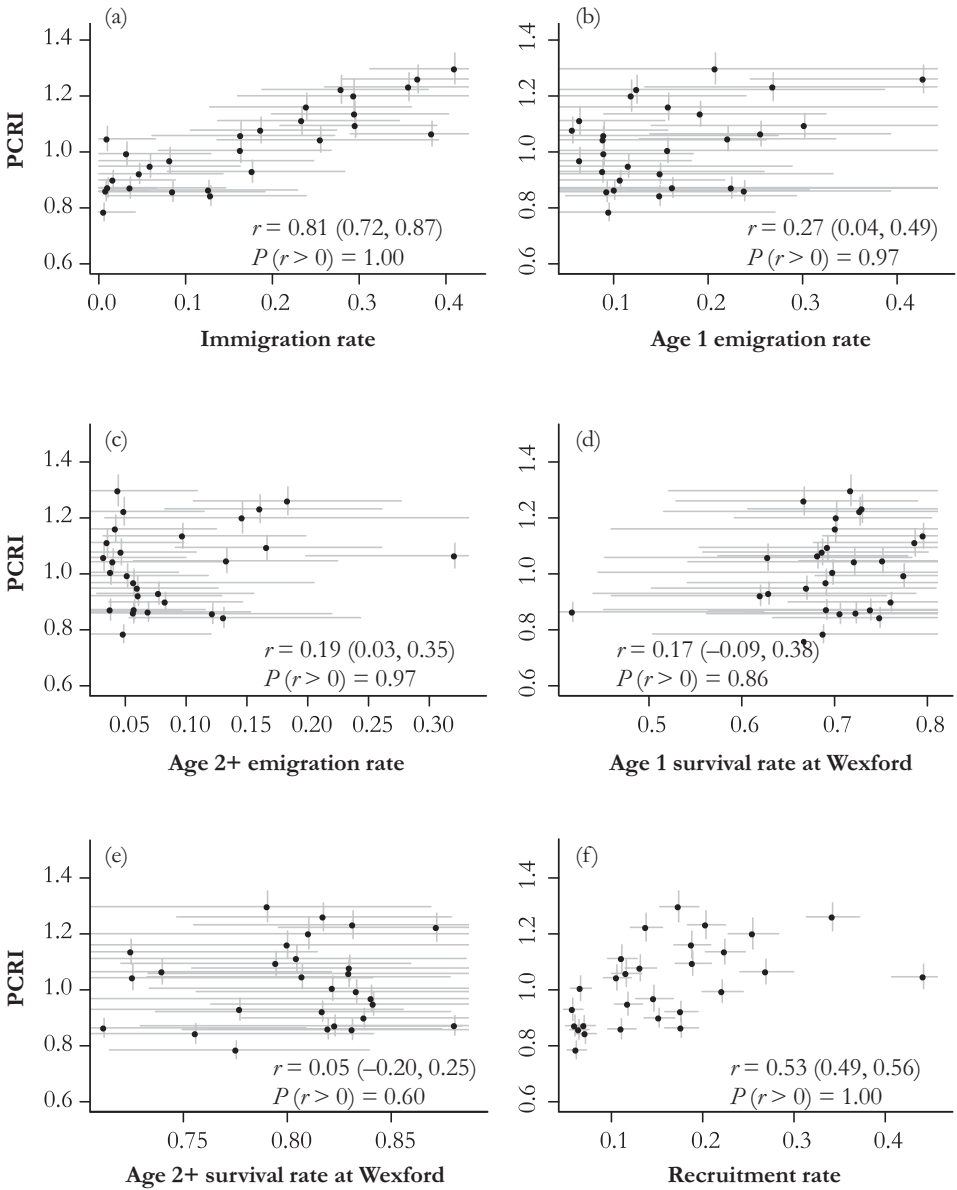 (a)
1.4
1.2
1.0
0.8
0.6
PCRI
r = 0.81 (0.72, 0.87)
P (r > 0) = 1.00
0.0 0.1 0.2 0.3 0.4
Immigration rate
(b)
1.4
1.2
1.0
0.8
0.6
r = 0.27 (0.04, 0.49)
P (r > 0) = 0.97
0.1 0.2 0.3 0.4
Age 1 emigration rate
(c)
1.4
1.2
1.0
0.8
0.6
PCRI
r = 0.19 (0.03, 0.35)
P (r > 0) = 0.97
0.05 0.10 0.15 0.20 0.25 0.30
Age 2+ emigration rate
(d)
1.4
1.2
1.0
0.8
0.6
r = 0.17 (–0.09, 0.38)
P (r > 0) = 0.86
0.5 0.6 0.7 0.8
Age 1 survival rate at Wexford
(e)
1.4
1.2
1.0
0.8
0.6
PCRI
r = 0.05 (–0.20, 0.25)
P (r > 0) = 0.60
0.75 0.80 0.85
Age 2+ survival rate at Wexford
(f)
1.4
1.2
1.0
0.8
0.6
r = 0.53 (0.49, 0.56)
P (r > 0) = 1.00
0.1 0.2 0.3 0.4
Recruitment rate